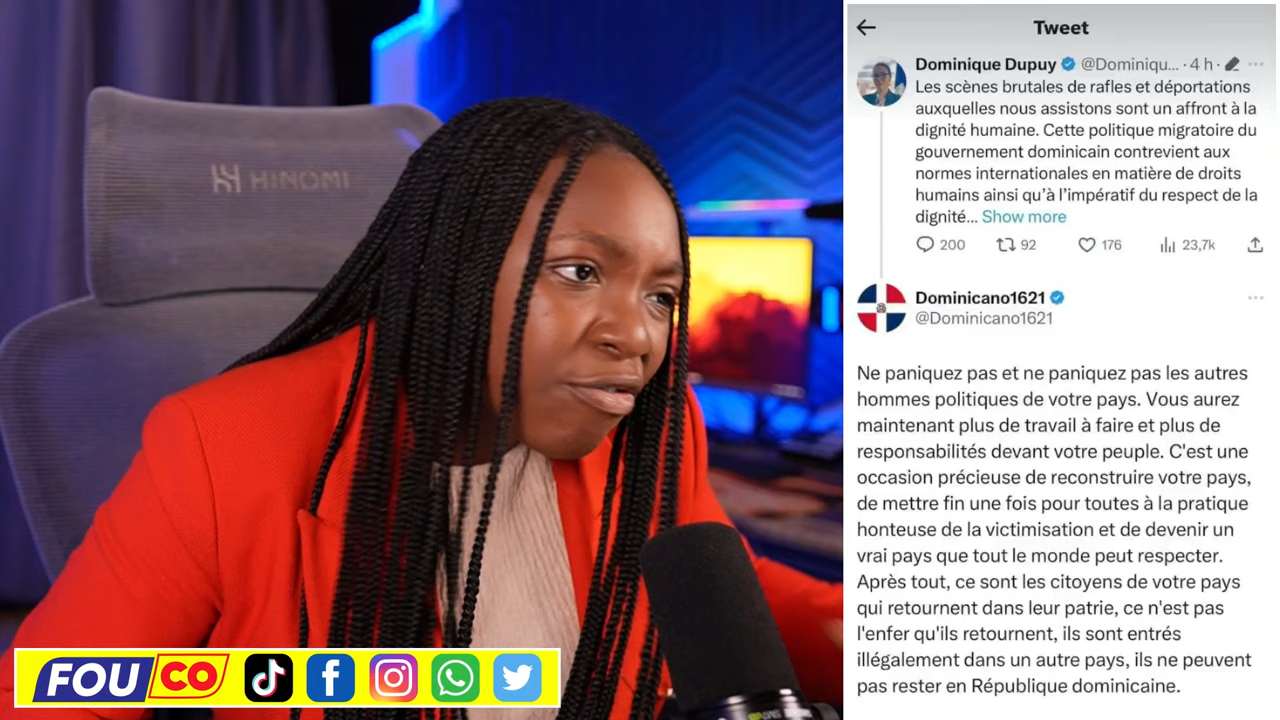 HINOMI
FOU CO
Tweet
Dominique Dupuy @Dominiqu... · 4 h ·
Les scènes brutales de rafles et déportations
auxquelles nous assistons sont un affront à la
dignité humaine. Cette politique migratoire du
gouvernement dominicain contrevient aux
normes internationales en matière de droits
humains ainsi qu'à l'impératif du respect de la
dignité... Show more
200 92 176 23,7k
Dominicano1621
@Dominicano1621
Ne paniquez pas et ne paniquez pas les autres
hommes politiques de votre pays. Vous aurez
maintenant plus de travail à faire et plus de
responsabilités devant votre peuple. C'est une
occasion précieuse de reconstruire votre pays,
de mettre fin une fois pour toutes à la pratique
honteuse de la victimisation et de devenir un
vrai pays que tout le monde peut respecter.
Après tout, ce sont les citoyens de votre pays
qui retournent dans leur patrie, ce n'est pas
l'enfer qu'ils retournent, ils sont entrés
illégalement dans un autre pays, ils ne peuvent
pas rester en République dominicaine.